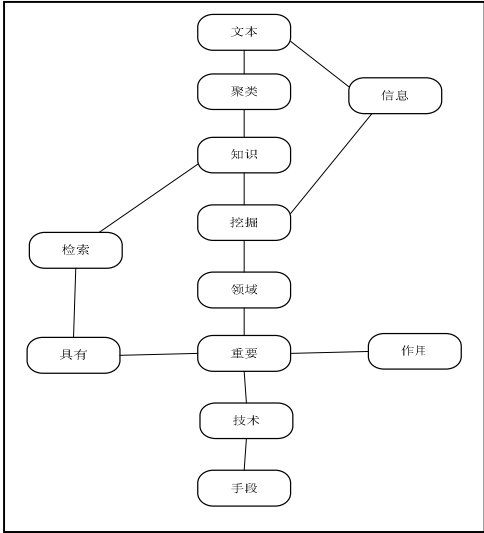 文本
聚类
信息
知识
挖掘
检索
领域
具有
重要
作用
技术
手段